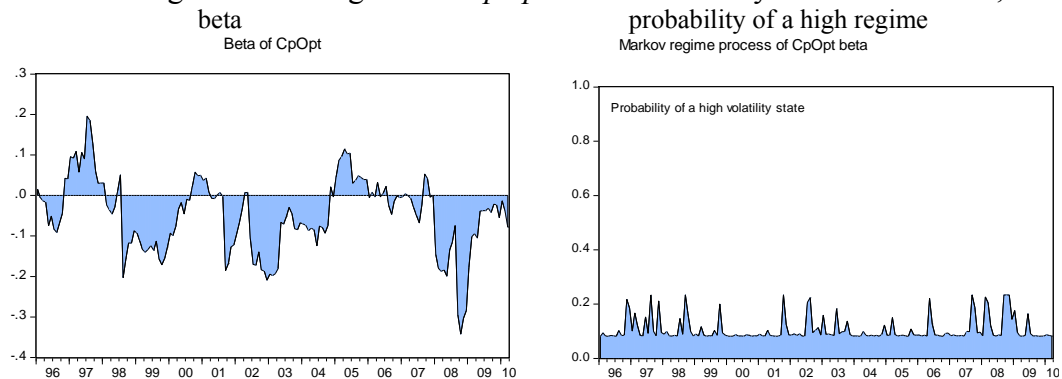 beta
probability of a high regime
Beta of CpOpt
Markov regime process of CpOpt beta
.3
.2
.1
.0
-.1
-.2
-.3
-.4
96 97 98 99 00 01 02 03 04 05 06 07 08 09 10
1.0
Probability of a high volatility state
0.8
0.6
0.4
0.2
0.0
96 97 98 99 00 01 02 03 04 05 06 07 08 09 10